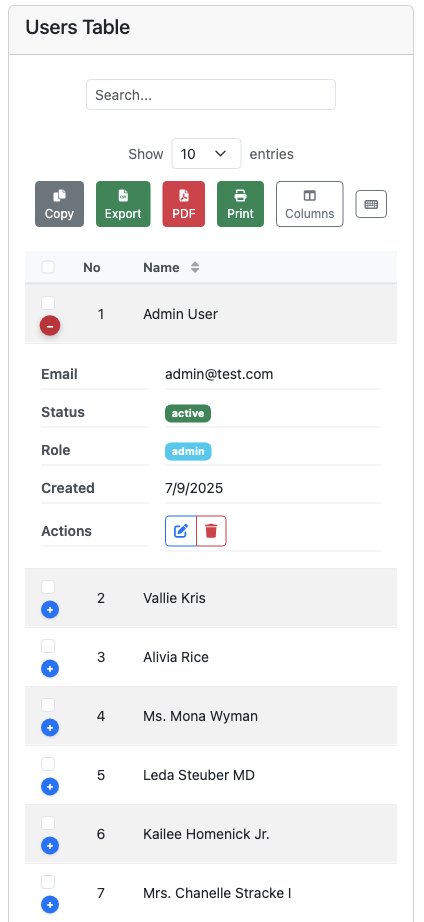 Users Table
Search...
Show 10 entries
Copy Export PDF Print Columns
No Name
1 Admin User
Email admin@test.com
Status active
Role admin
Created 7/9/2025
Actions
2 Vallie Kris
3 Alivia Rice
4 Ms. Mona Wyman
5 Leda Steuber MD
6 Kailee Homenick Jr.
7 Mrs. Chanelle Stracke I